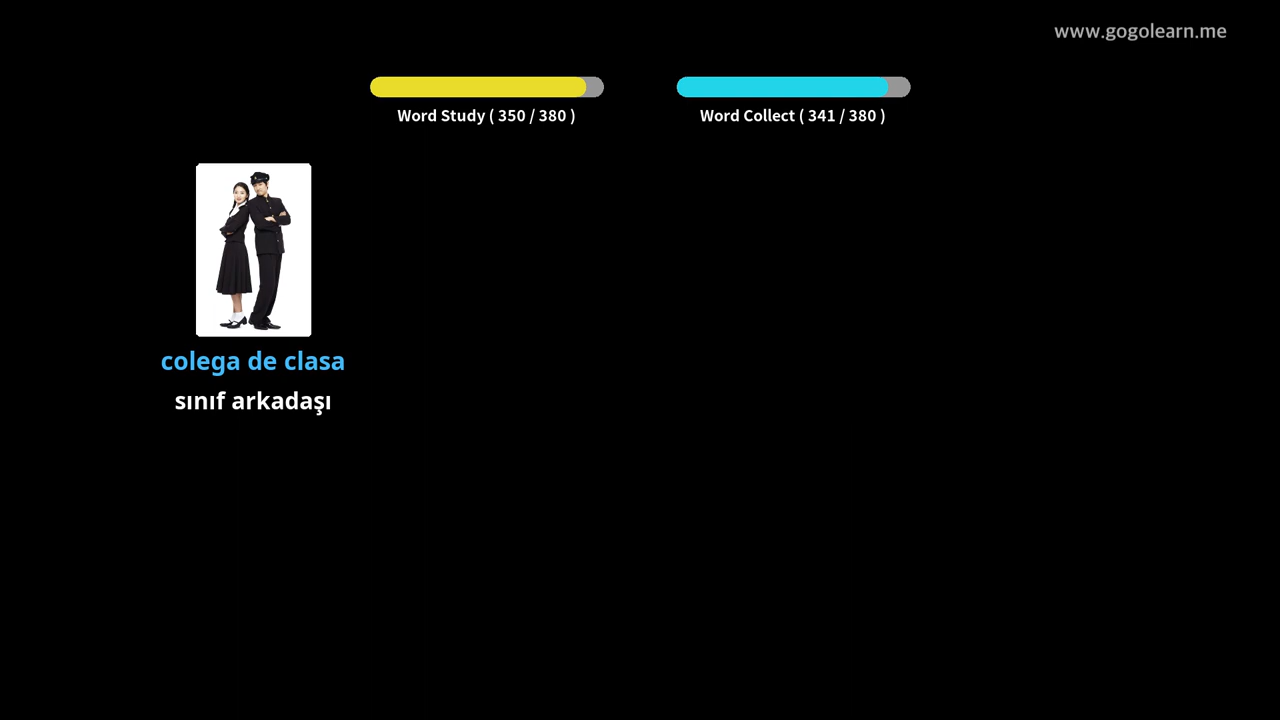 www.gogolearn.me
Word Study ( 350 / 380 )
Word Collect ( 341 / 380 )
colega de clasa
sınıf arkadaşı